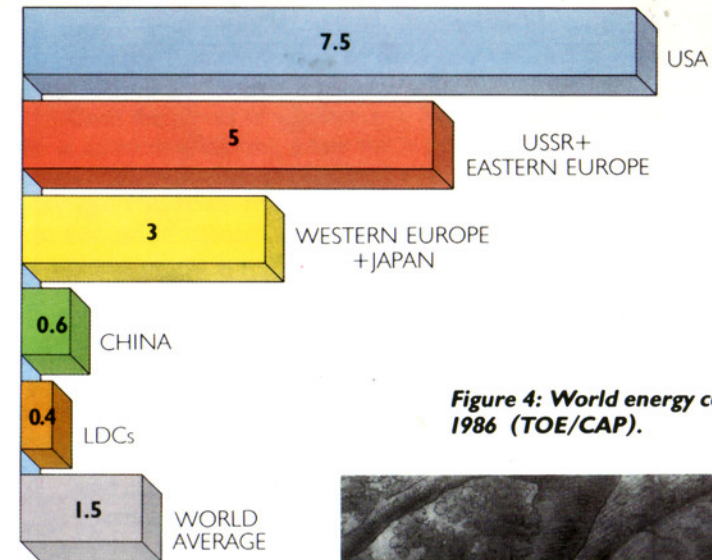 7.5
USA
5
USSR+
EASTERN EUROPE
3
WESTERN EUROPE
+JAPAN
0.6
CHINA
0.4
LDCs
1.5
WORLD
AVERAGE
Figure 4: World energy
1986 (TOE/CAP).